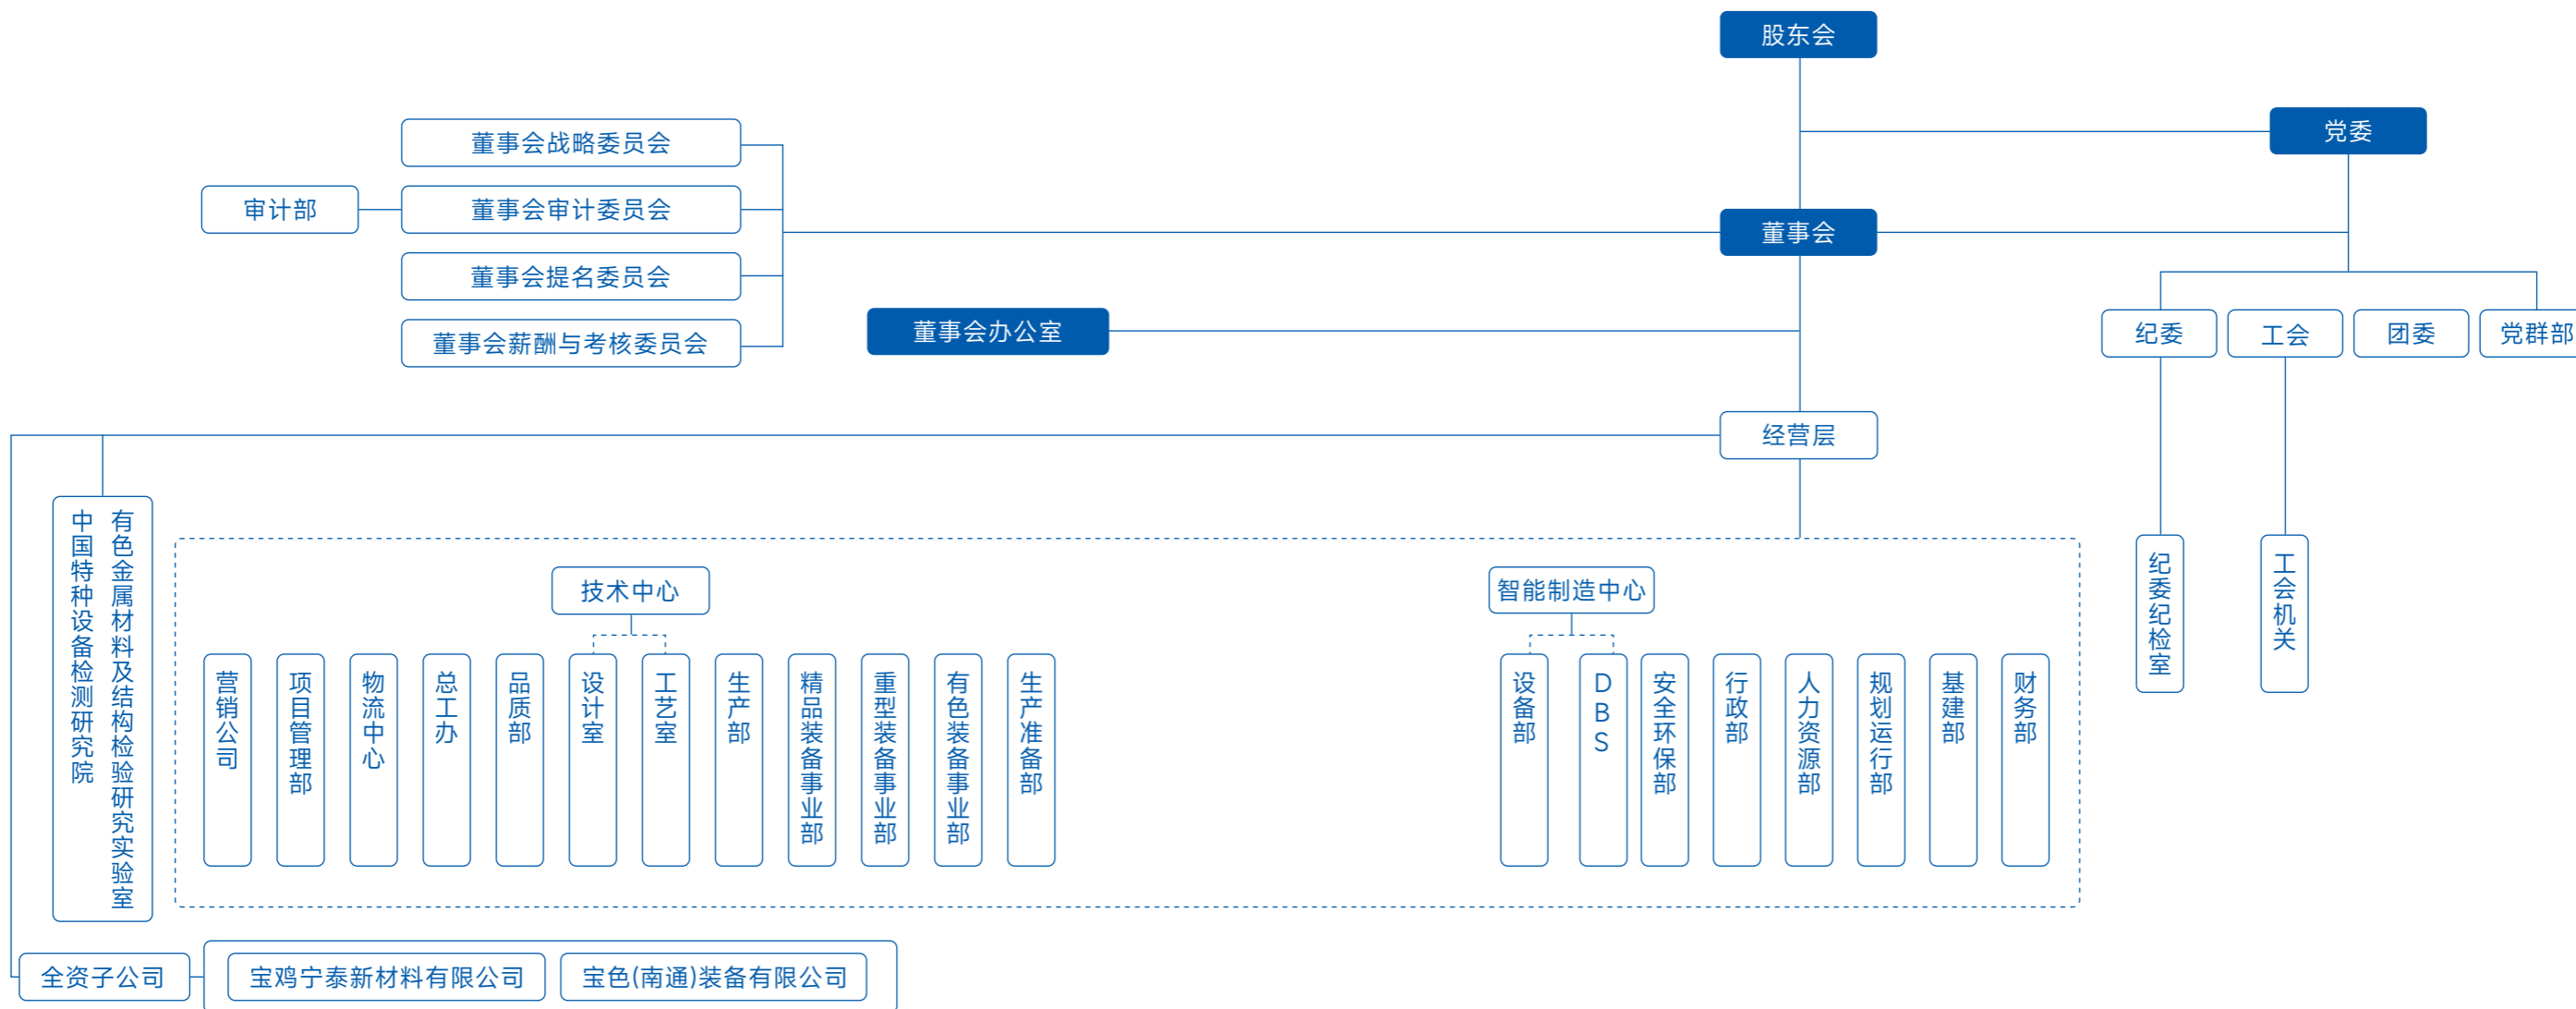 股东会
党委
董事会战略委员会
审计部
董事会审计委员会
董事会
董事会提名委员会
董事会办公室
董事会薪酬与考核委员会
纪委
工会
团委
党群部
经营层
中国特种设备检测研究院
有色金属材料及结构检验研究实验室
技术中心
智能制造中心
纪委纪检室
工会机关
营销公司
项目管理部
物流中心
总工办
品质部
设计室
工艺室
生产部
精品装备事业部
重型装备事业部
有色装备事业部
生产准备部
设备部
DBS
安全环保部
行政部
人力资源部
规划运行部
基建部
财务部
全资子公司
宝鸡宁泰新材料有限公司
宝色(南通)装备有限公司